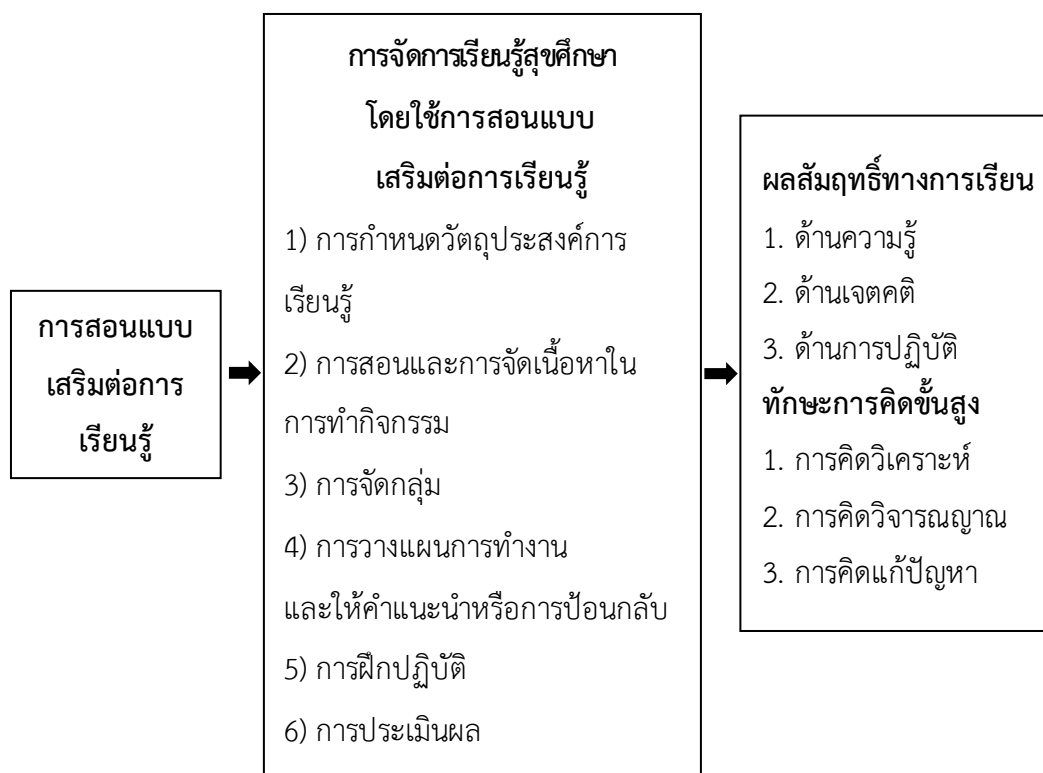 การสอนแบบ
เสริมต่อการ
เรียนรู้
การจัดการเรียนรู้สุขศึกษา
โดยใช้การสอนแบบ
เสริมต่อการเรียนรู้
1) การกำหนดวัตถุประสงค์การ
เรียนรู้
2) การสอนและการจัดเนื้อหาใน
การทำกิจกรรม
3) การจัดกลุ่ม
4) การวางแผนการทำงาน
และให้คำแนะนำหรือการป้อนกลับ
5) การฝึกปฏิบัติ
6) การประเมินผล
ผลสัมฤทธิ์ทางการเรียน
1. ด้านความรู้
2. ด้านเจตคติ
3. ด้านการปฏิบัติ
ทักษะการคิดขั้นสูง
1. การคิดวิเคราะห์
2. การคิดวิจารณญาณ
3. การคิดแก้ปัญหา